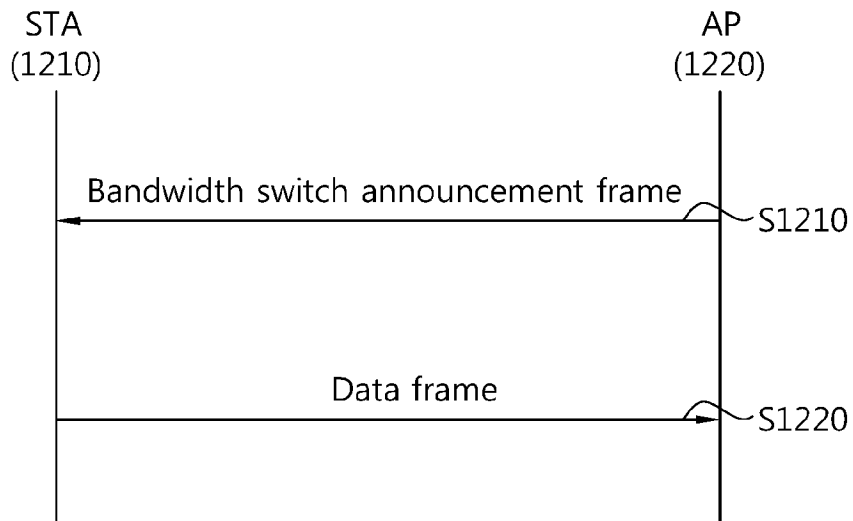 STA
(1210)
AP
(1220)
Bandwidth switch announcement frame
S1210
Data frame
S1220